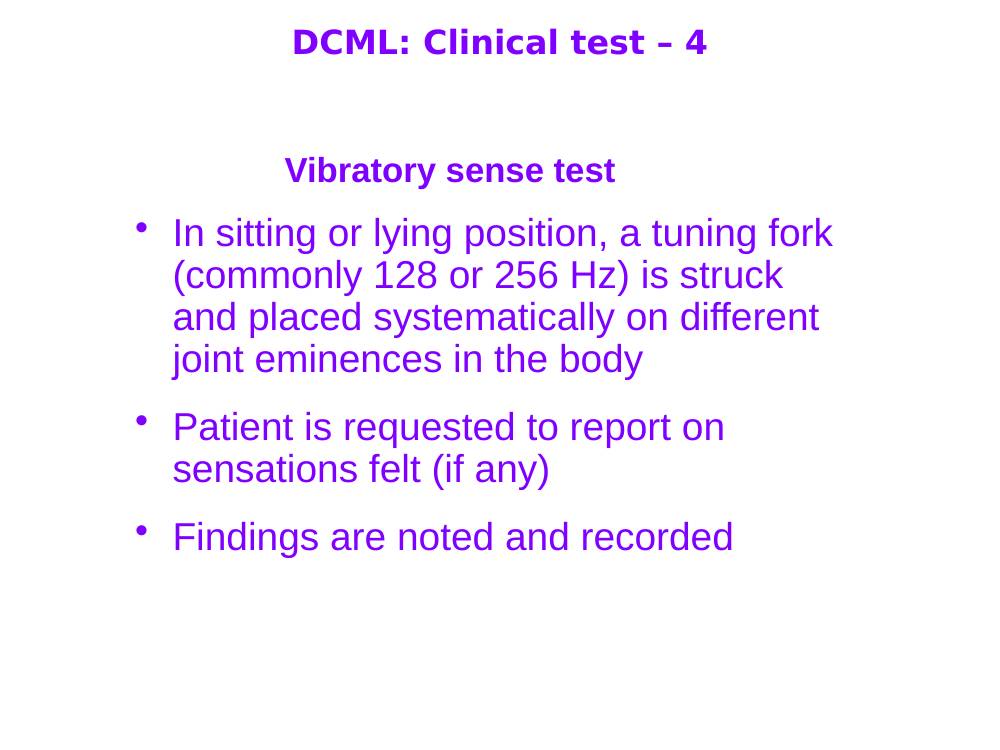 DCML: Clinical test – 4
Vibratory sense test
• In sitting or lying position, a tuning fork
(commonly 128 or 256 Hz) is struck
and placed systematically on different
joint eminences in the body
• Patient is requested to report on
sensations felt (if any)
• Findings are noted and recorded